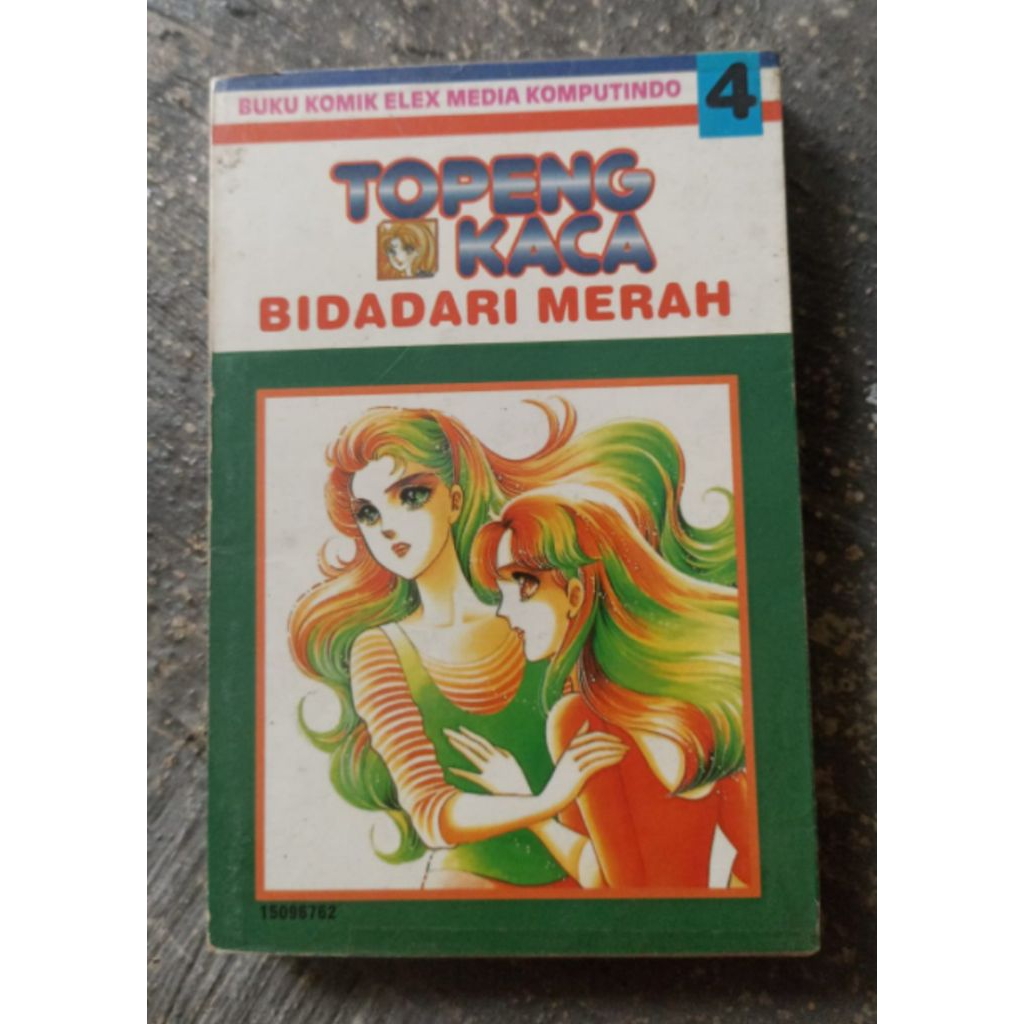 BUKU KOMIK ELEX MEDIA KOMPUTINDO
4
TOPENG
KACA
BIDADARI MERAH
15096762